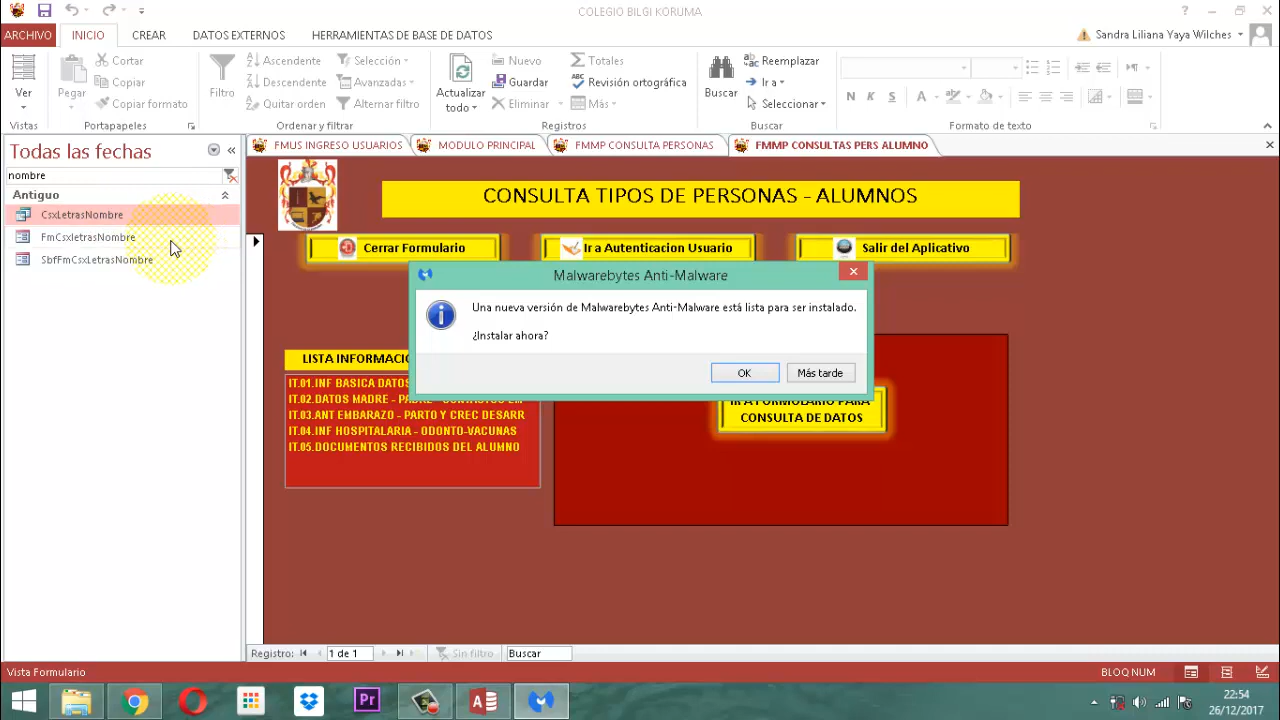 COLEGIO BILGI KORUMA
?
ARCHIVO INICIO CREAR DATOS EXTERNOS HERRAMIENTAS DE BASE DE DATOS
Sandra Liliana Yaya Wilches
Ver
Vistas
Pegar
Cortar
Copiar
Copiar formato
Portapapeles
Filtro
Ascendente
Descendente
Quitar orden
Selección
Avanzadas
Alternar filtro
Ordenar y filtrar
Actualizar todo
Nuevo
Guardar
Eliminar
Totales
Revisión ortográfica
Más
Registros
Buscar
Reemplazar
Ir a
Seleccionar
Buscar
N K S A
Formato de texto
Todas las fechas
nombre
Antiguo
CsxLetrasNombre
FmCsxletrasNombre
SbfFmCsxLetrasNombre
FMUS INGRESO USUARIOS
MODULO PRINCIPAL
FMMP CONSULTA PERSONAS
FMMP CONSULTAS PERS ALUMNO
CONSULTA TIPOS DE PERSONAS - ALUMNOS
Cerrar Formulario
Ir a Autenticacion Usuario
Salir del Aplicativo
Malwarebytes Anti-Malware
Una nueva versión de Malwarebytes Anti-Malware está lista para ser instalado.
¿Instalar ahora?
OK
Más tarde
LISTA INFORMACI
IT.01.INF BASICA DATOS
IT.02.DATOS MADRE - PADRE - CONTACTOS EM
IT.03.ANT EMBARAZO - PARTO Y CREC DESARR
IT.04.INF HOSPITALARIA - ODONTO-VACUNAS
IT.05.DOCUMENTOS RECIBIDOS DEL ALUMNO
IR A FORMULARIO PARA
CONSULTA DE DATOS
Registro: 1 de 1 Sin filtro Buscar
Vista Formulario
BLOQ NUM
Pr
22:54
26/12/2017